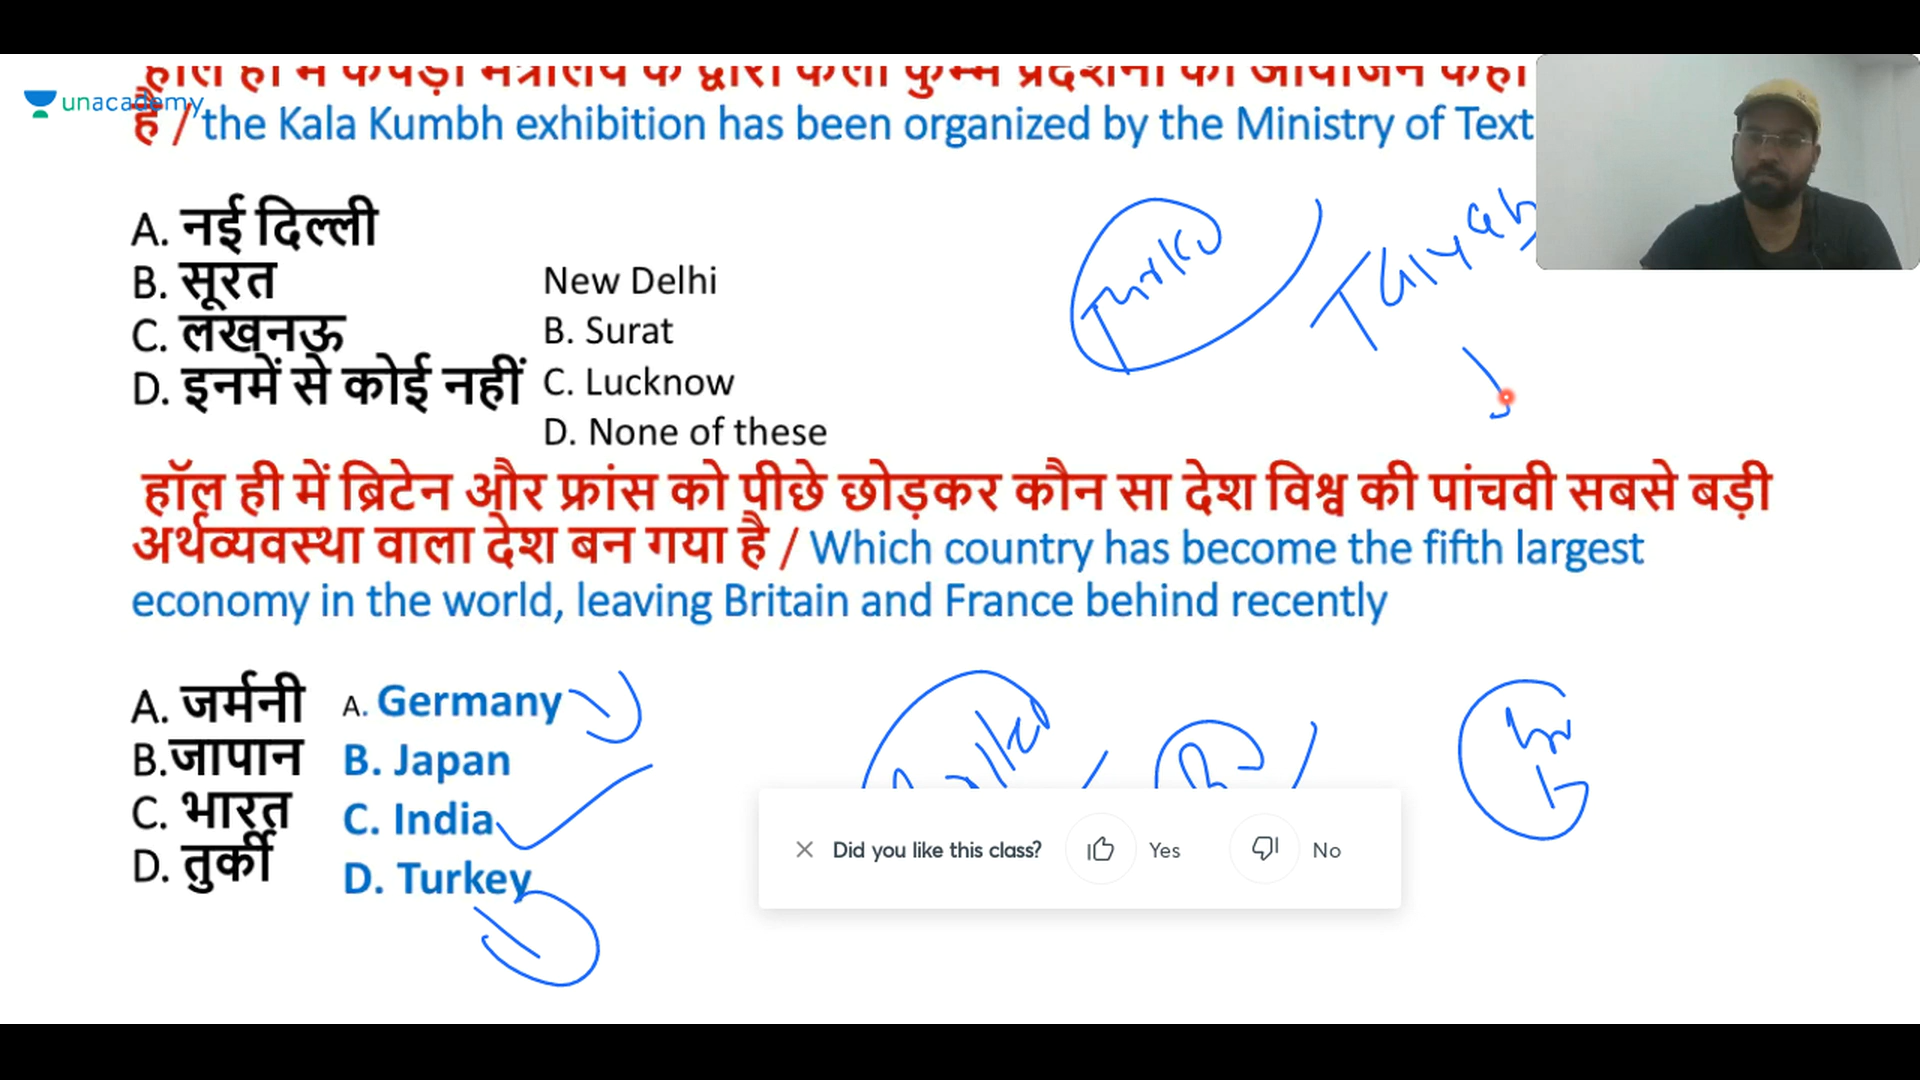 हॉल ही में कपड़ा मंत्रालय के द्वारा कला कुम्भ प्रदर्शनी का आयोजन कहाँ
unacademy
है / the Kala Kumbh exhibition has been organized by the Ministry of Text
A. नई दिल्ली
B. सूरत
C. लखनऊ
D. इनमें से कोई नहीं
New Delhi
B. Surat
C. Lucknow
D. None of these
Turkey
Taiyab
हॉल ही में ब्रिटेन और फ्रांस को पीछे छोड़कर कौन सा देश विश्व की पांचवी सबसे बड़ी
अर्थव्यवस्था वाला देश बन गया है / Which country has become the fifth largest
economy in the world, leaving Britain and France behind recently
A. जर्मनी
B.जापान
C. भारत
D. तुर्की
A. Germany
B. Japan
C. India
D. Turkey
Did you like this class?
Yes
No